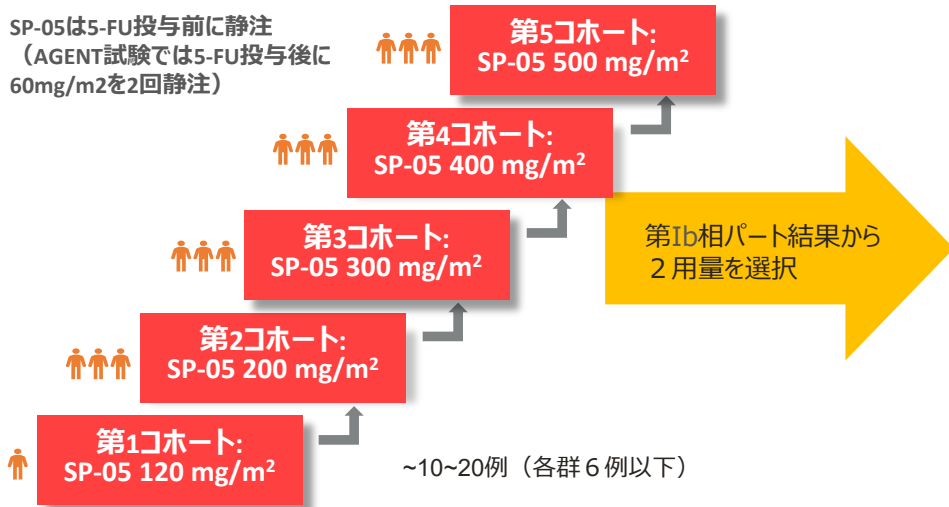 SP-05は5-FU投与前に静注
（AGENT試験では5-FU投与後に
60mg/m2を2回静注）
第5コホート:
SP-05 500 mg/m²
第4コホート:
SP-05 400 mg/m²
第3コホート:
SP-05 300 mg/m²
第2コホート:
SP-05 200 mg/m²
第1コホート:
SP-05 120 mg/m²
第Ib相パート結果から
２用量を選択
~10~20例（各群６例以下）